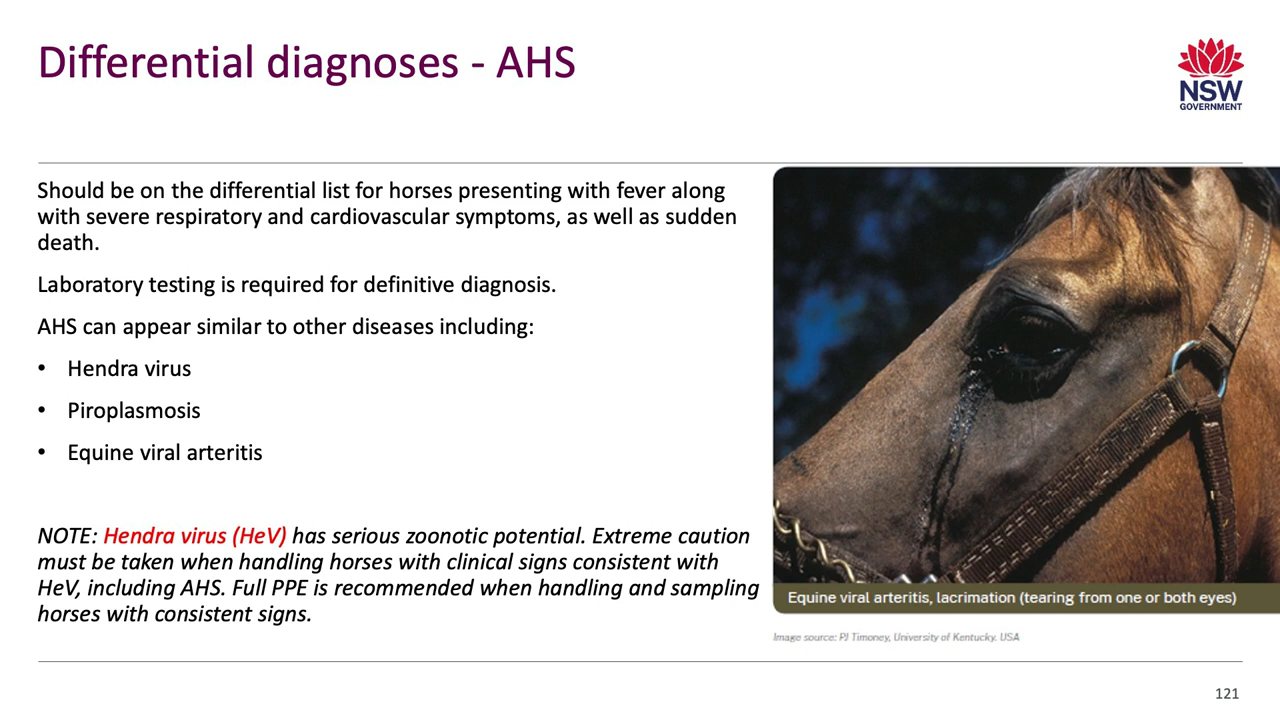 Differential diagnoses - AHS
NSW
GOVERNMENT
Should be on the differential list for horses presenting with fever along
with severe respiratory and cardiovascular symptoms, as well as sudden
death.
Laboratory testing is required for definitive diagnosis.
AHS can appear similar to other diseases including:
• Hendra virus
• Piroplasmosis
• Equine viral arteritis
NOTE: Hendra virus (HeV) has serious zoonotic potential. Extreme caution
must be taken when handling horses with clinical signs consistent with
HeV, including AHS. Full PPE is recommended when handling and sampling
horses with consistent signs.
Equine viral arteritis, lacrimation (tearing from one or both eyes)
Image source: PJ Timoney, University of Kentucky. USA
121